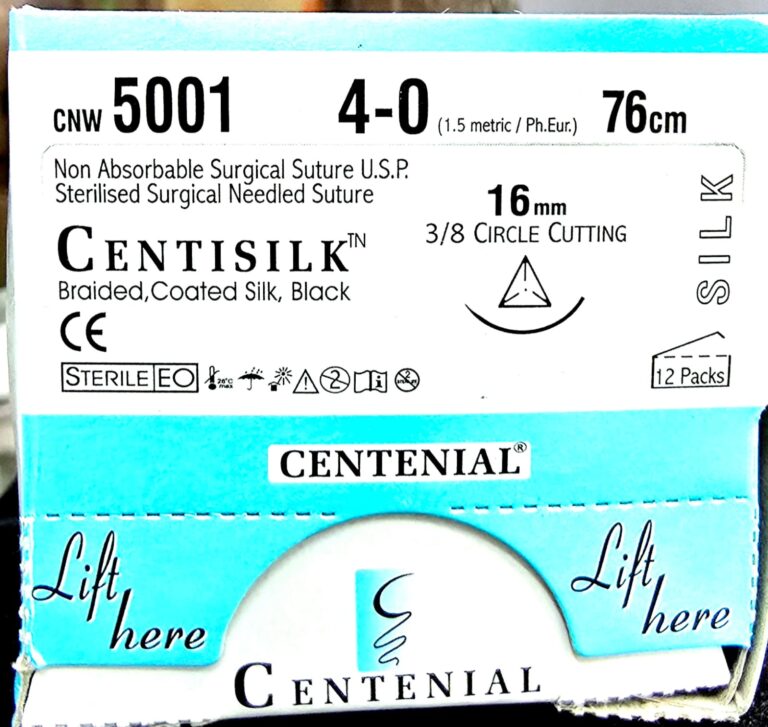 CNW 5001 4-0 (1.5 metric / Ph.Eur.) 76cm
Non Absorbable Surgical Suture U.S.P.
Sterilised Surgical Needled Suture
16mm
3/8 CIRCLE CUTTING
SILK
CENTISILK™
Braided,Coated Silk, Black
CE
STERILE EO
12 Packs
CENTENIAL®
Lift here
Lift here
CENTENIAL